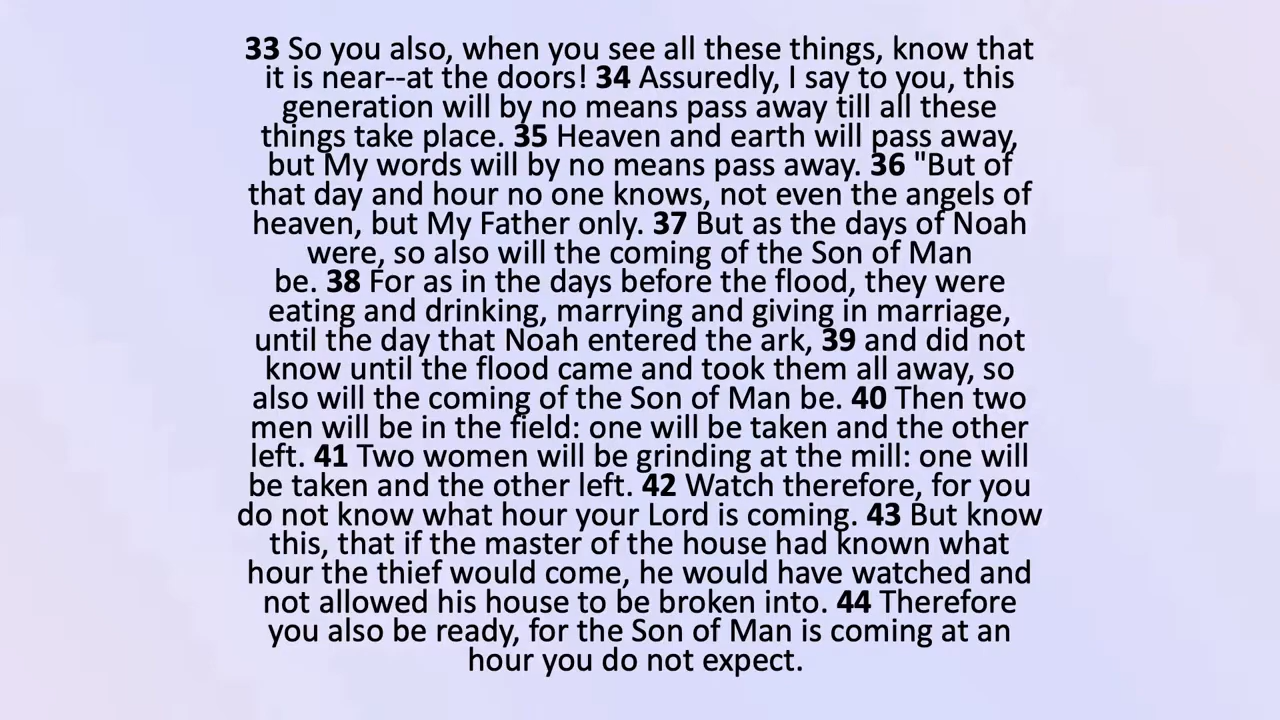 33 So you also, when you see all these things, know that
it is near--at the doors! 34 Assuredly, I say to you, this
generation will by no means pass away till all these
things take place. 35 Heaven and earth will pass away,
but My words will by no means pass away. 36 "But of
that day and hour no one knows, not even the angels of
heaven, but My Father only. 37 But as the days of Noah
were, so also will the coming of the Son of Man
be. 38 For as in the days before the flood, they were
eating and drinking, marrying and giving in marriage,
until the day that Noah entered the ark, 39 and did not
know until the flood came and took them all away, so
also will the coming of the Son of Man be. 40 Then two
men will be in the field: one will be taken and the other
left. 41 Two women will be grinding at the mill: one will
be taken and the other left. 42 Watch therefore, for you
do not know what hour your Lord is coming. 43 But know
this, that if the master of the house had known what
hour the thief would come, he would have watched and
not allowed his house to be broken into. 44 Therefore
you also be ready, for the Son of Man is coming at an
hour you do not expect.